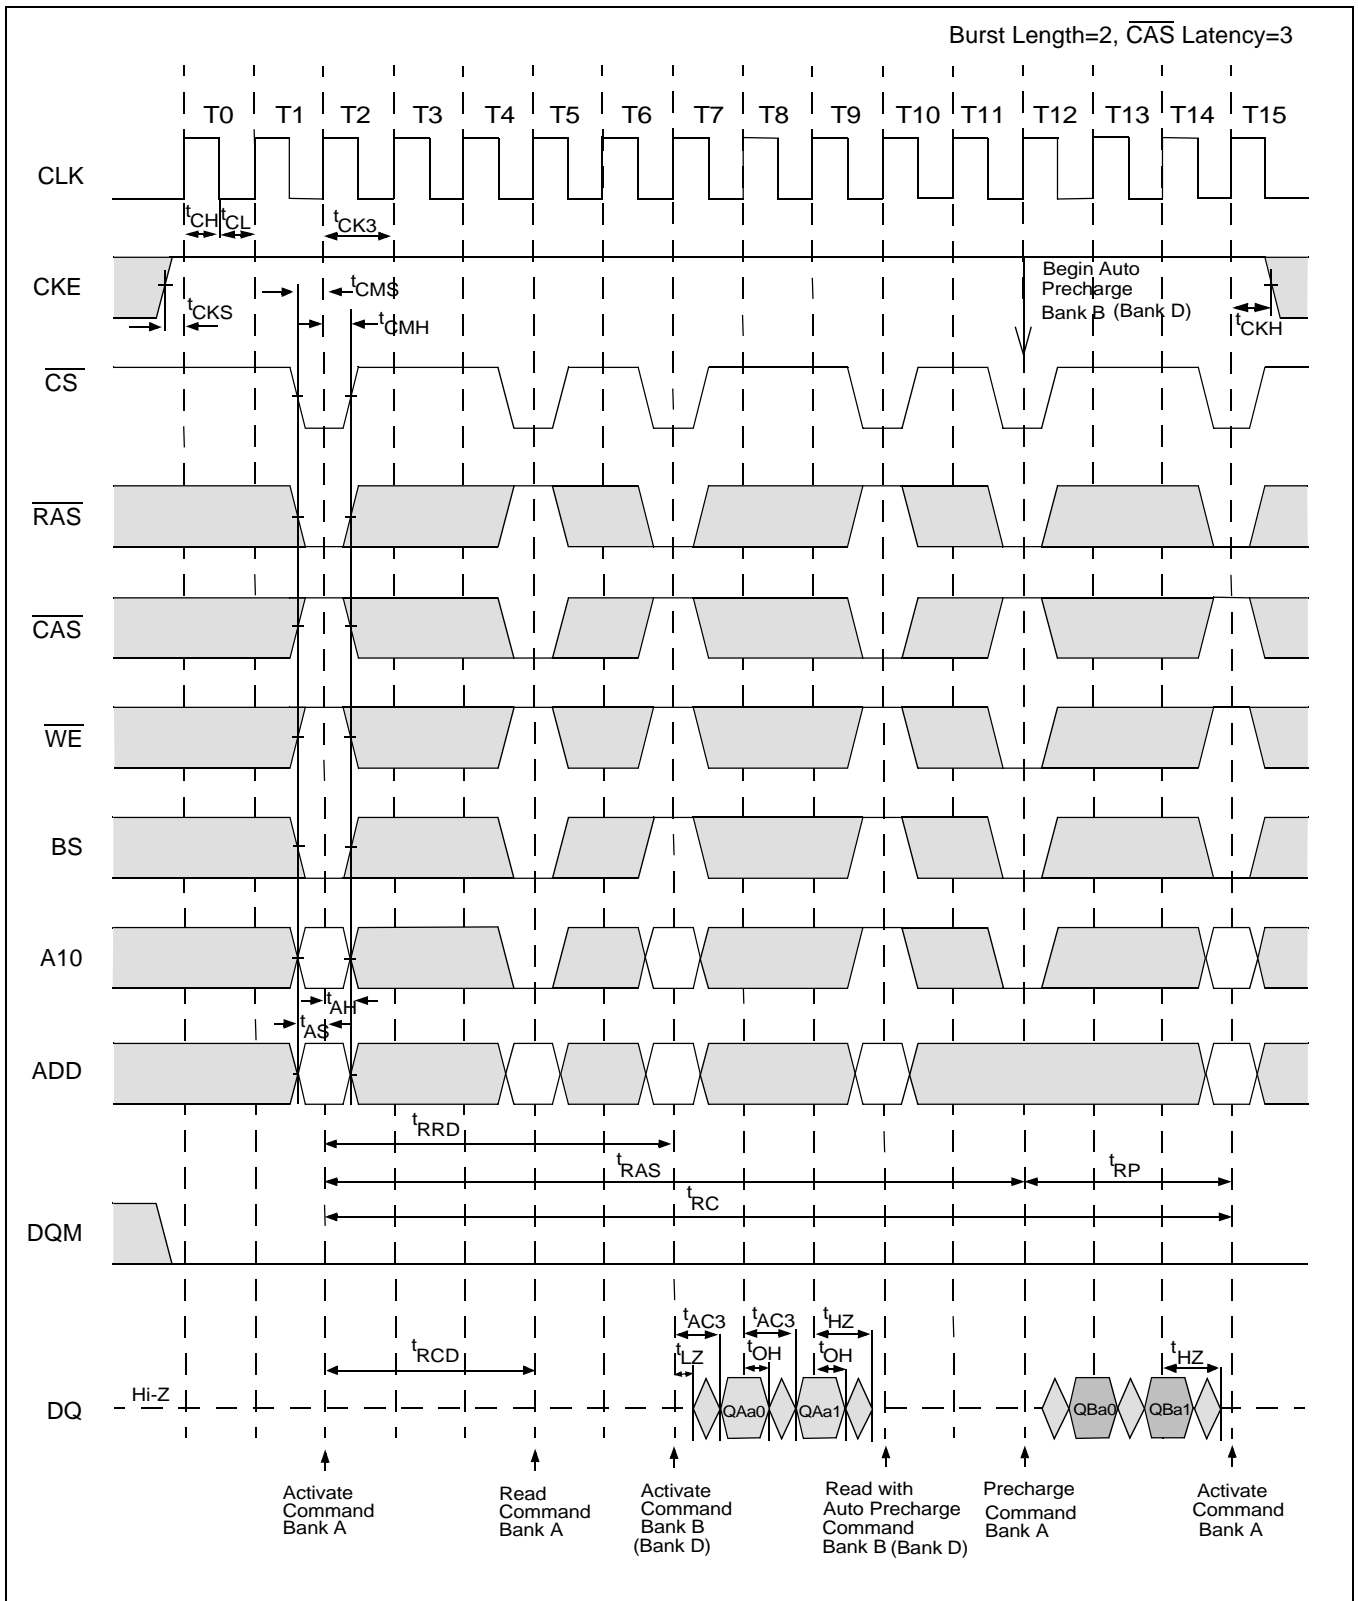 Burst Length=2, CAS Latency=3
T0 T1 T2 T3 T4 T5 T6 T7 T8 T9 T10 T11 T12 T13 T14 T15
CLK
tCH tCL tCK3
CKE
tCKS
tCMS
tCMH
Begin Auto
Precharge
Bank B (Bank D)
tCKH
CS
RAS
CAS
WE
BS
A10
tAH
tAS
ADD
tRRD
tRAS
tRP
tRC
DQM
tAC3 tAC3 tHZ
tRCD
tLZ tOH tOH
tHZ
Hi-Z
DQ
QAa0 QAa1 QBa0 QBa1
Activate
Command
Bank A
Read
Command
Bank A
Activate
Command
Bank B
(Bank D)
Read with
Auto Precharge
Command
Bank B (Bank D)
Precharge
Command
Bank A
Activate
Command
Bank A